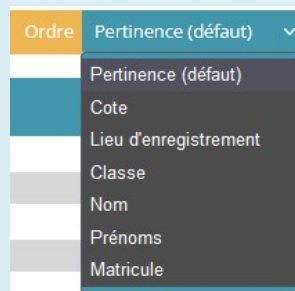 Ordre Pertinence (défaut)
Pertinence (défaut)
Cote
Lieu d'enregistrement
Classe
Nom
Prénoms
Matricule